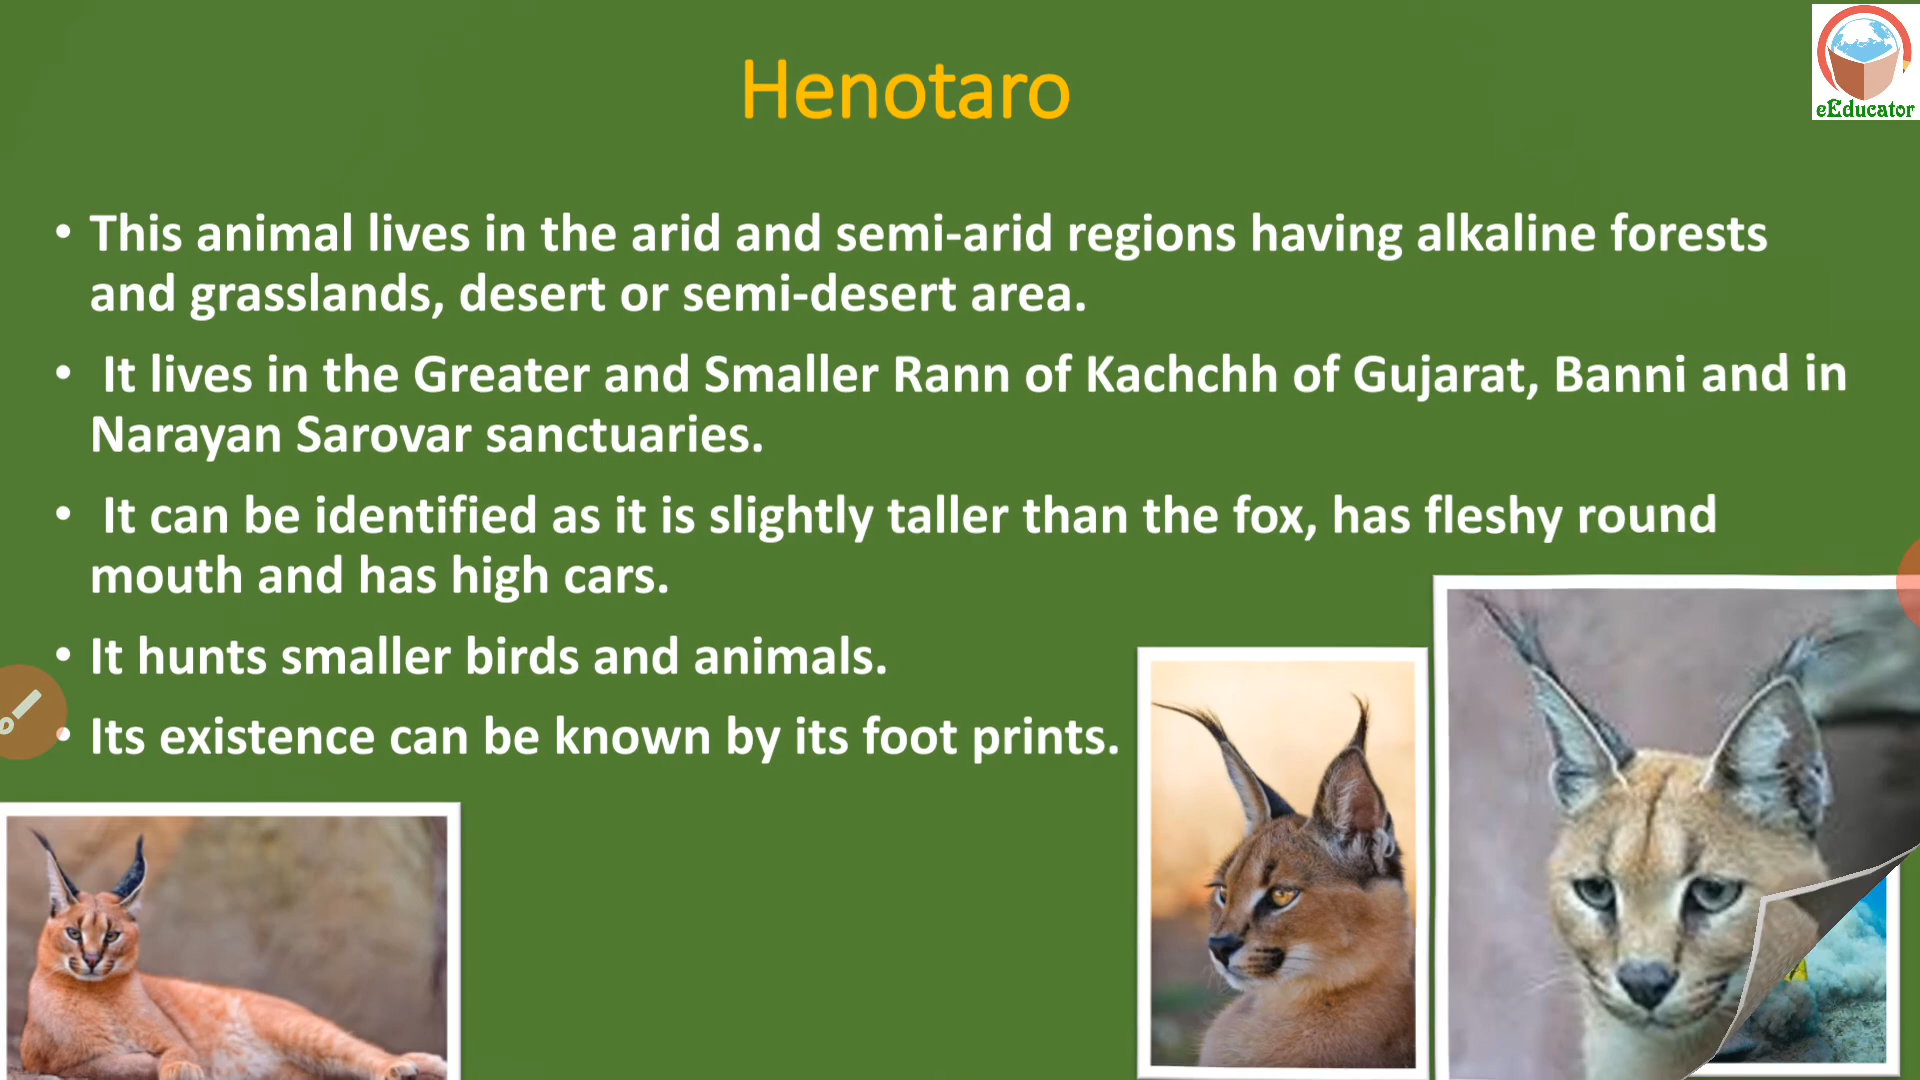 Henotaro
eEducator
• This animal lives in the arid and semi-arid regions having alkaline forests
and grasslands, desert or semi-desert area.
• It lives in the Greater and Smaller Rann of Kachchh of Gujarat, Banni and in
Narayan Sarovar sanctuaries.
• It can be identified as it is slightly taller than the fox, has fleshy round
mouth and has high cars.
• It hunts smaller birds and animals.
• Its existence can be known by its foot prints.